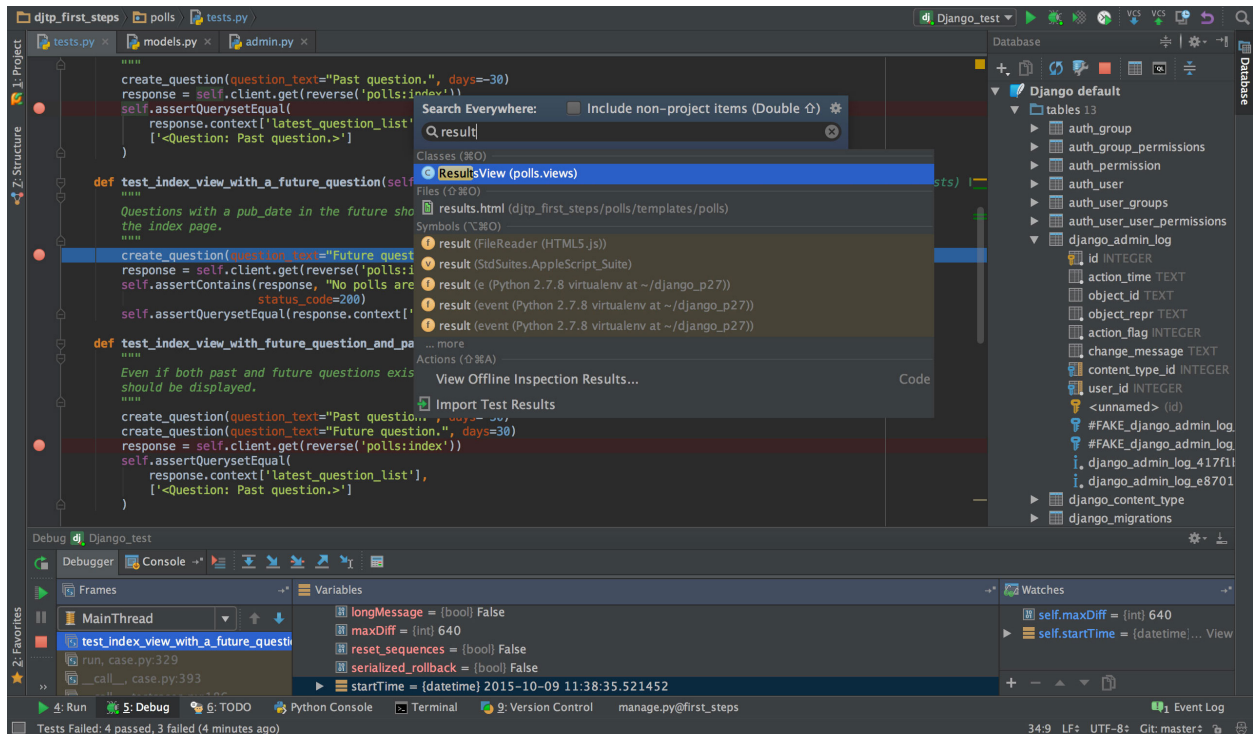 djtp_first_steps polls tests.py Django_test VCS VCS
1: Project
Z: Structure
2: Favorites
tests.py × models.py × admin.py ×
"""
create_question(question_text="Past question.", days=-30)
response = self.client.get(reverse('polls:index'))
self.assertQuerysetEqual(
response.context['latest_question_list'
['<Question: Past question.>']
)
def test_index_view_with_a_future_question(self
sts)
"""
Questions with a pub_date in the future sho
the index page.
"""
create_question(question_text="Future quest
response = self.client.get(reverse('polls:i
self.assertContains(response, "No polls are
status_code=200)
self.assertQuerysetEqual(response.context['
def test_index_view_with_future_question_and_pa
"""
Even if both past and future questions exis
should be displayed.
"""
create_question(question_text="Past question.", days=-30)
create_question(question_text="Future question.", days=30)
response = self.client.get(reverse('polls:index'))
self.assertQuerysetEqual(
response.context['latest_question_list'],
['<Question: Past question.>']
)
Search Everywhere: Include non-project items (Double ⇧)
result
Classes (⌘O)
ResultsView (polls.views)
Files (⇧⌘O)
results.html (djtp_first_steps/polls/templates/polls)
Symbols (⌥⌘O)
result (FileReader (HTML5.js))
result (StdSuites.AppleScript_Suite)
result (e (Python 2.7.8 virtualenv at ~/django_p27))
result (event (Python 2.7.8 virtualenv at ~/django_p27))
result (event (Python 2.7.8 virtualenv at ~/django_p27))
... more
Actions (⇧⌘A)
View Offline Inspection Results... Code
Import Test Results
Database
Database
Django default
tables 13
auth_group
auth_group_permissions
auth_permission
auth_user
auth_user_groups
auth_user_user_permissions
django_admin_log
id INTEGER
action_time TEXT
object_id TEXT
object_repr TEXT
action_flag INTEGER
change_message TEXT
content_type_id INTEGER
user_id INTEGER
<unnamed> (id)
#FAKE_django_admin_log_
#FAKE_django_admin_log_
django_admin_log_417f1
django_admin_log_e8701
django_content_type
django_migrations
Debug dj Django_test
Debugger Console
Frames
MainThread
test_index_view_with_a_future_questi
run, case.py:329
__call__, case.py:393
Variables
longMessage = {bool} False
maxDiff = {int} 640
reset_sequences = {bool} False
serialized_rollback = {bool} False
startTime = {datetime} 2015-10-09 11:38:35.521452
Watches
self.maxDiff = {int} 640
self.startTime = {datetime}... View
4: Run 5: Debug 6: TODO Python Console Terminal 9: Version Control manage.py@first_steps 1 Event Log
Tests Failed: 4 passed, 3 failed (4 minutes ago) 34:9 LF UTF-8 Git: master